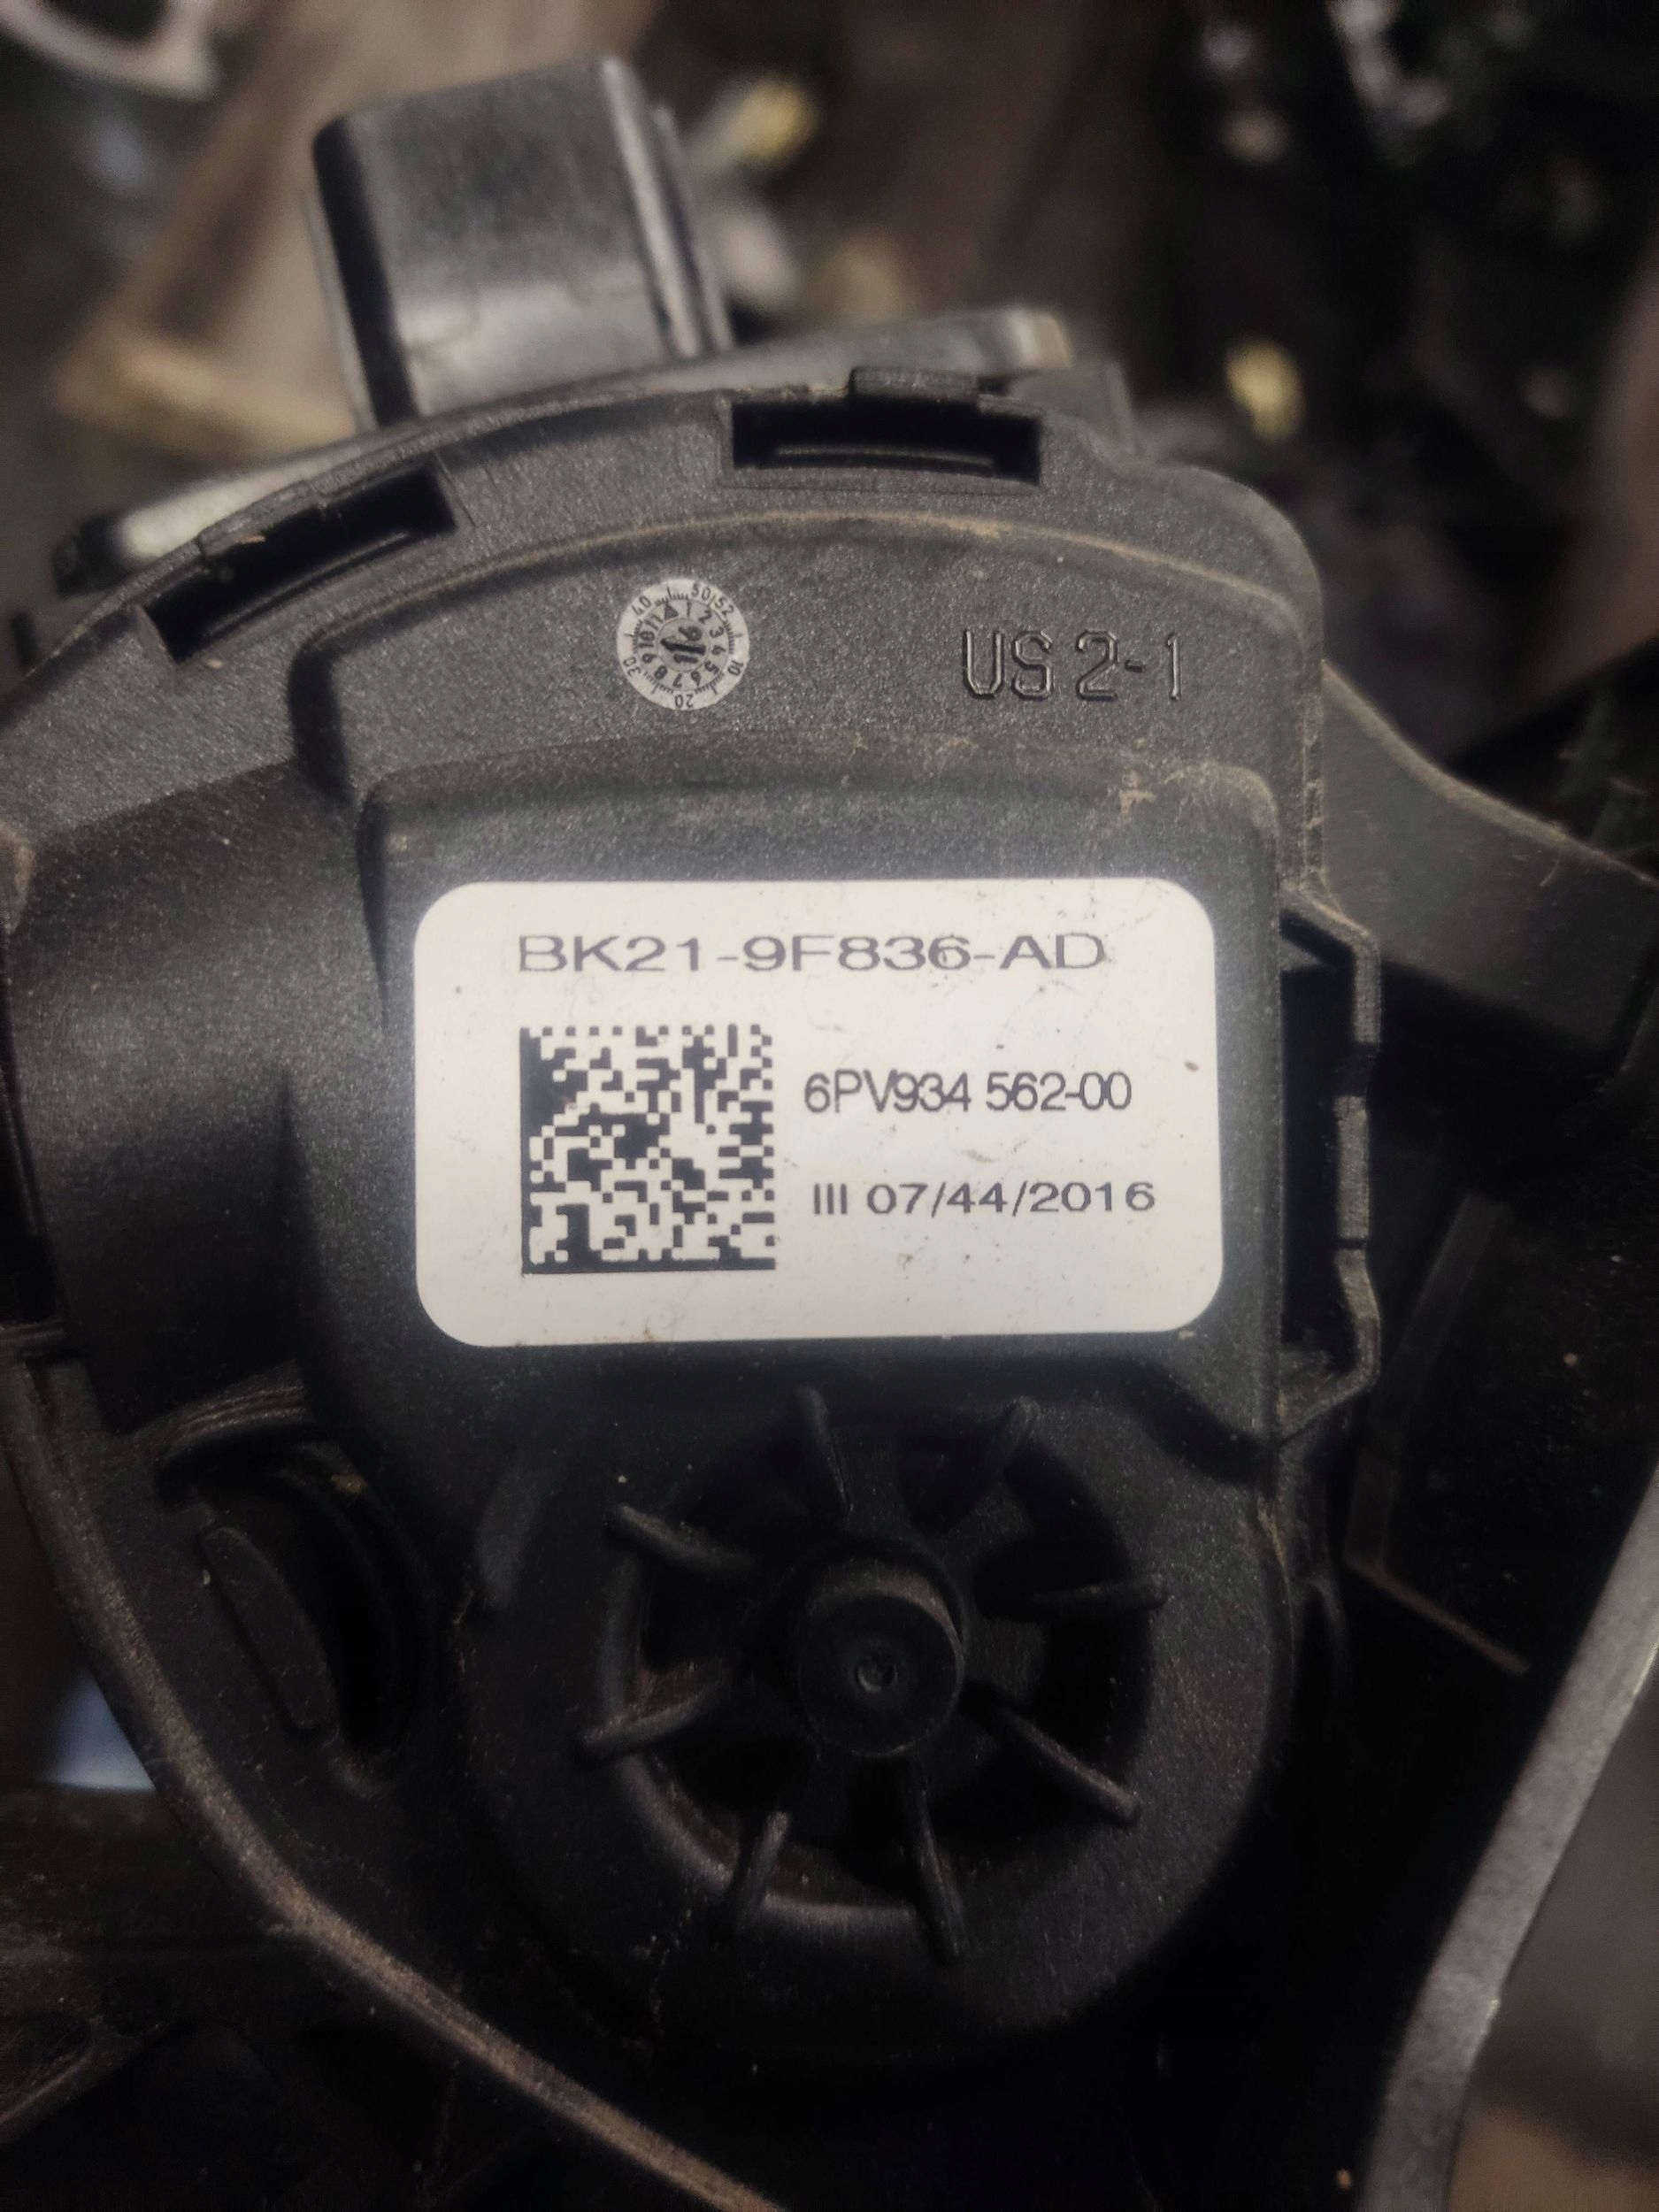 US 2-1
BK21-9F836-AD
6PV934 562-00
III 07/44/2016